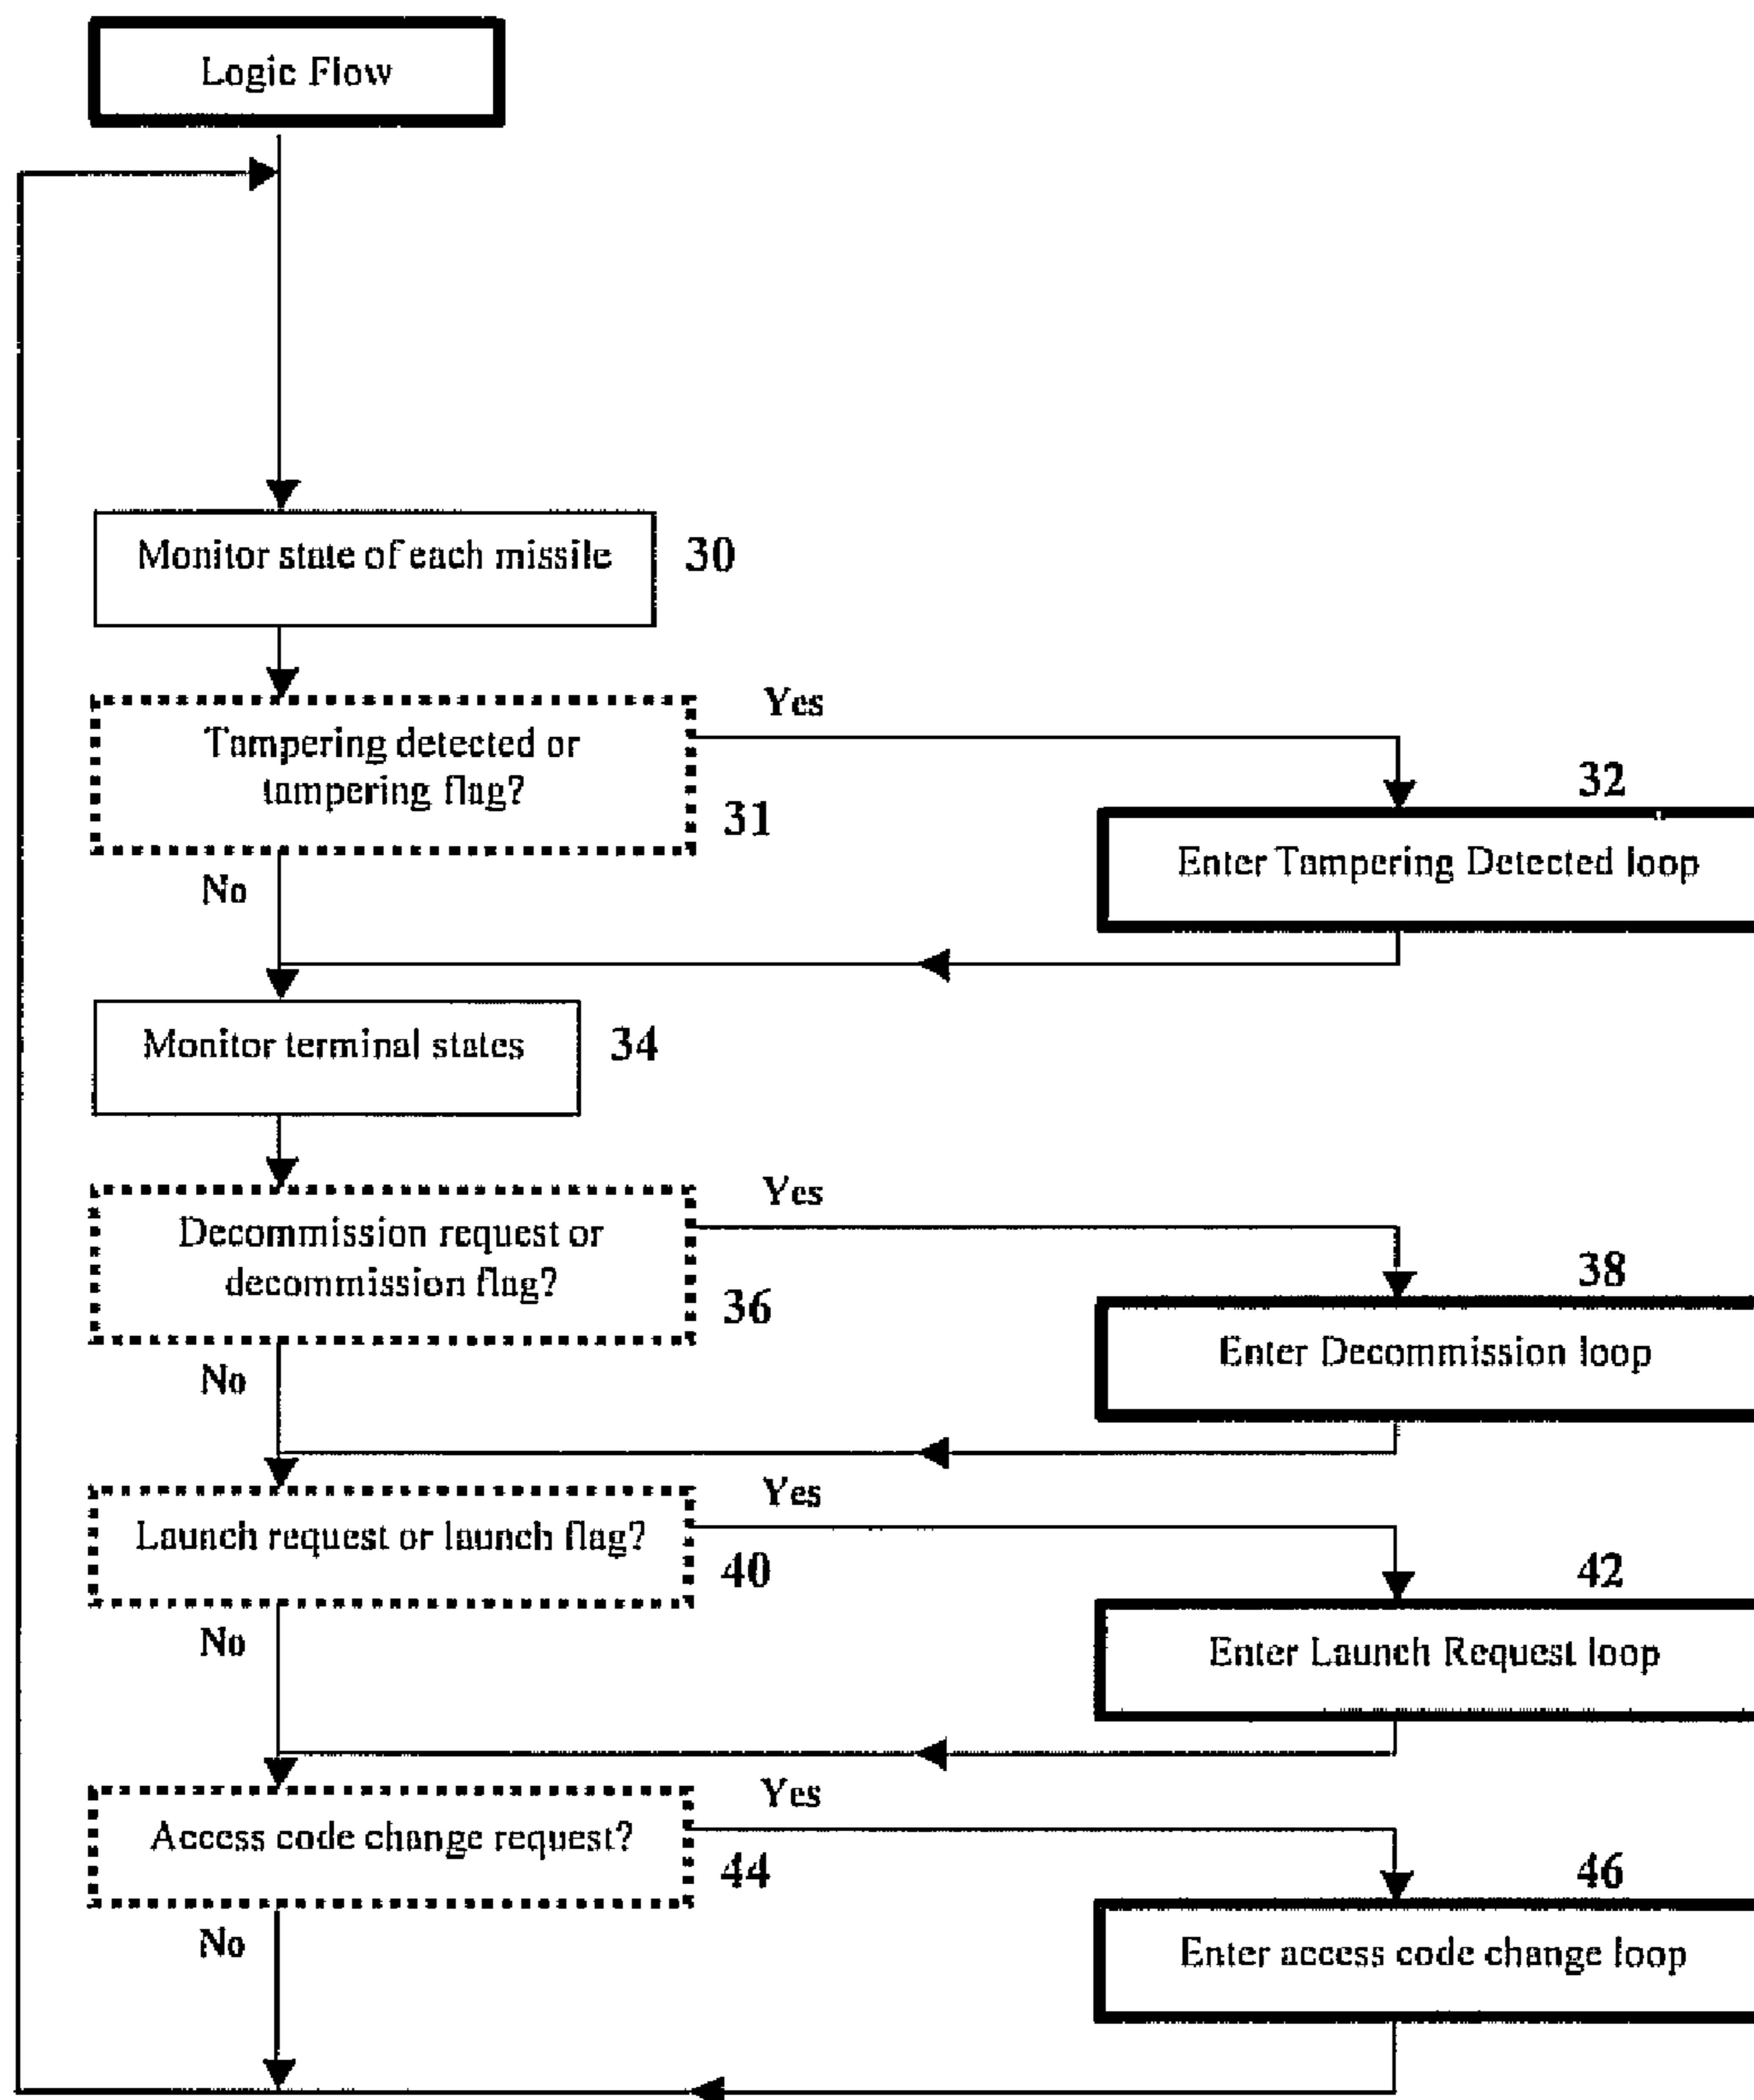 Logic Flow
Monitor state of each missile
30
Tampering detected or
tampering flag?
31
Yes
No
32
Enter Tampering Detected loop
Monitor terminal states
34
Decommission request or
decommission flag?
36
Yes
No
38
Enter Decommission loop
Launch request or launch flag?
40
Yes
No
42
Enter Launch Request loop
Access code change request?
44
Yes
No
46
Enter access code change loop